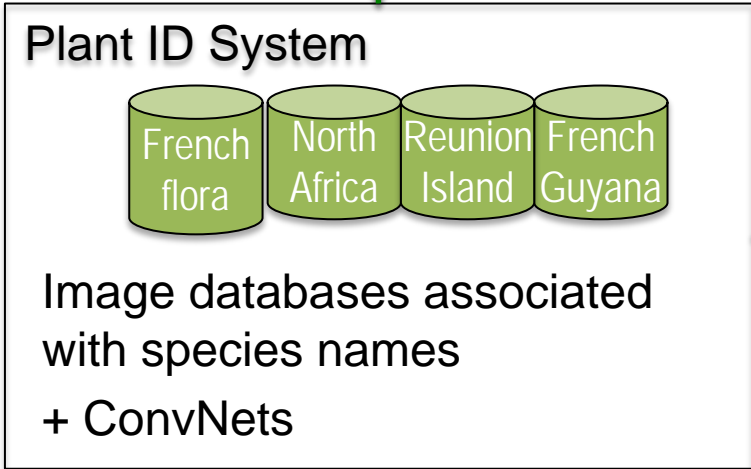 Plant ID System
French flora
North Africa
Reunion Island
French Guyana
Image databases associated
with species names
+ ConvNets